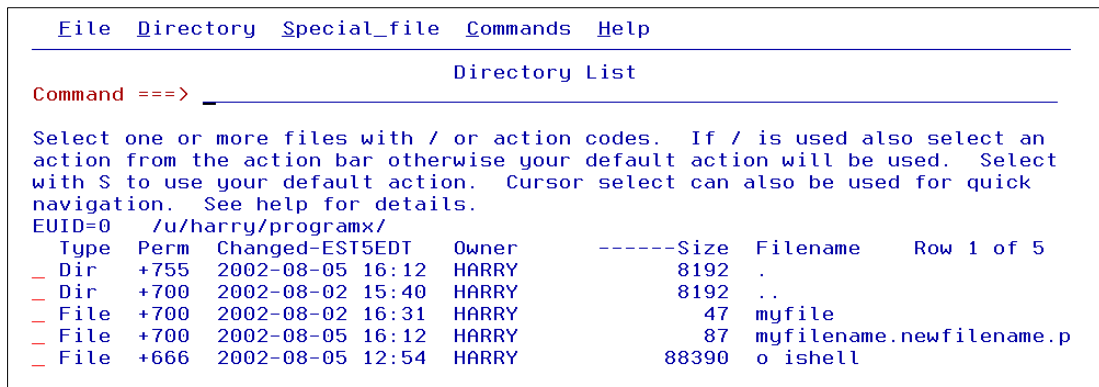 File  Directory  Special_file  Commands  Help
Directory List
Command ===> _
Select one or more files with / or action codes.  If / is used also select an
action from the action bar otherwise your default action will be used.  Select
with S to use your default action.  Cursor select can also be used for quick
navigation.  See help for details.
EUID=0   /u/harry/programx/
  Type  Perm  Changed-EST5EDT   Owner       ------Size  Filename    Row 1 of 5
_ Dir   +755  2002-08-05 16:12  HARRY             8192  .
_ Dir   +700  2002-08-02 15:40  HARRY             8192  ..
_ File  +700  2002-08-02 16:31  HARRY               47  myfile
_ File  +700  2002-08-05 16:12  HARRY               87  myfilename.newfilename.p
_ File  +666  2002-08-05 12:54  HARRY            88390  o ishell